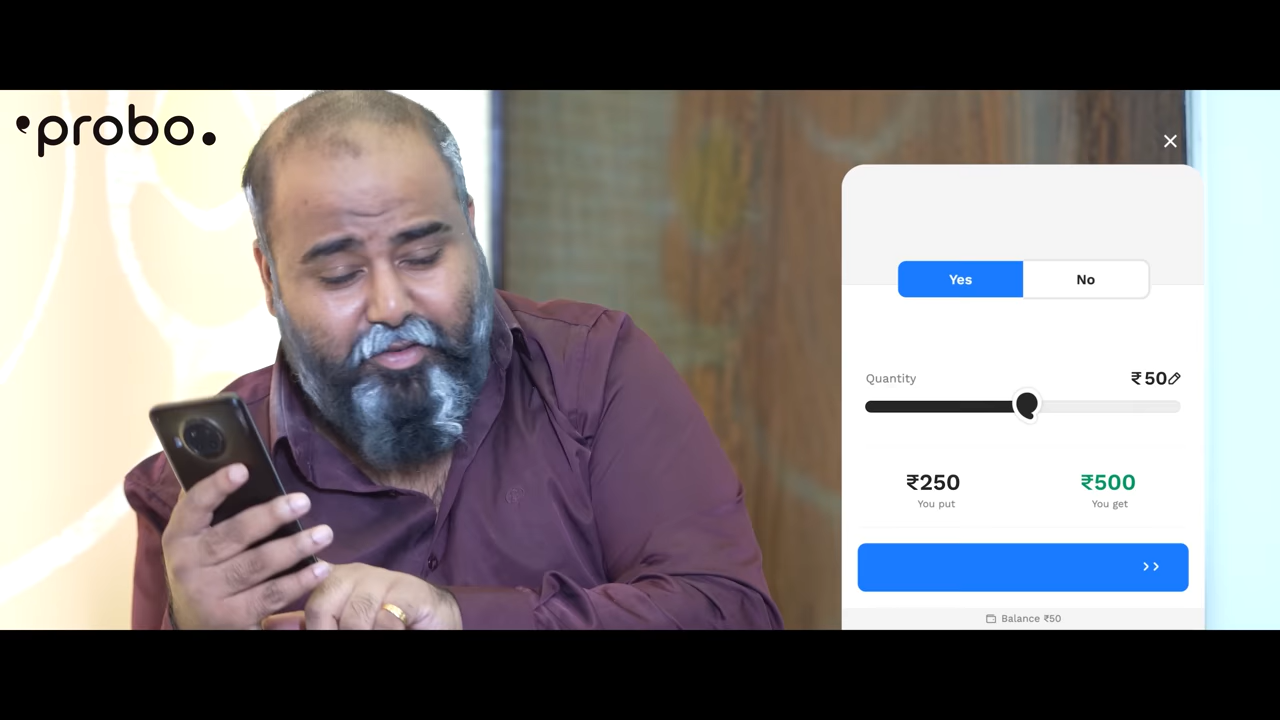 probo.
Yes
No
Quantity
₹ 50
₹250
₹500
You put
You get
Balance ₹50